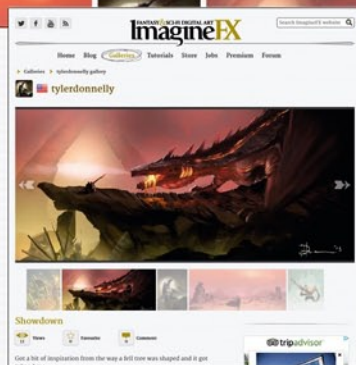 FANTASY & SCI-FI DIGITAL ART
ImagineFX
Search ImagineFX website
Home Blog Galleries Tutorials Store Jobs Premium Forum
Galleries tylerdonnelly gallery
tylerdonnelly
Showdown
Views Favourite Comment
Got a bit of inspiration from the way a fell tree was shaped and it got
tripadvisor